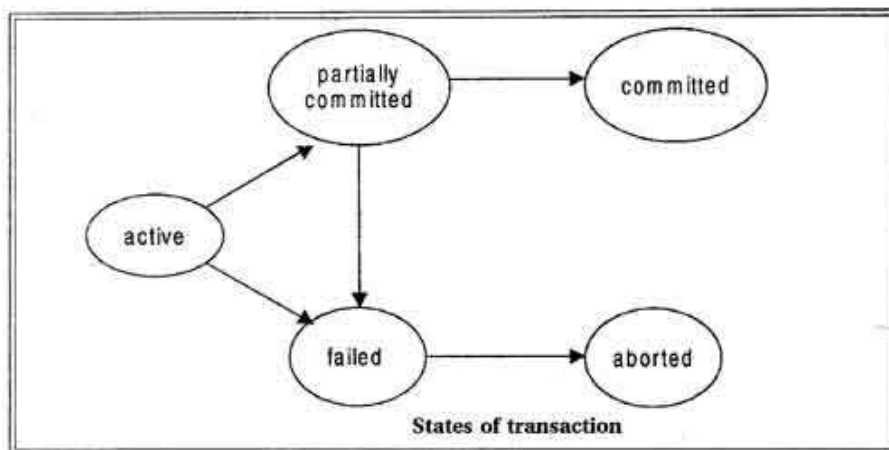 partially
committed
committed
active
failed
aborted
States of transaction